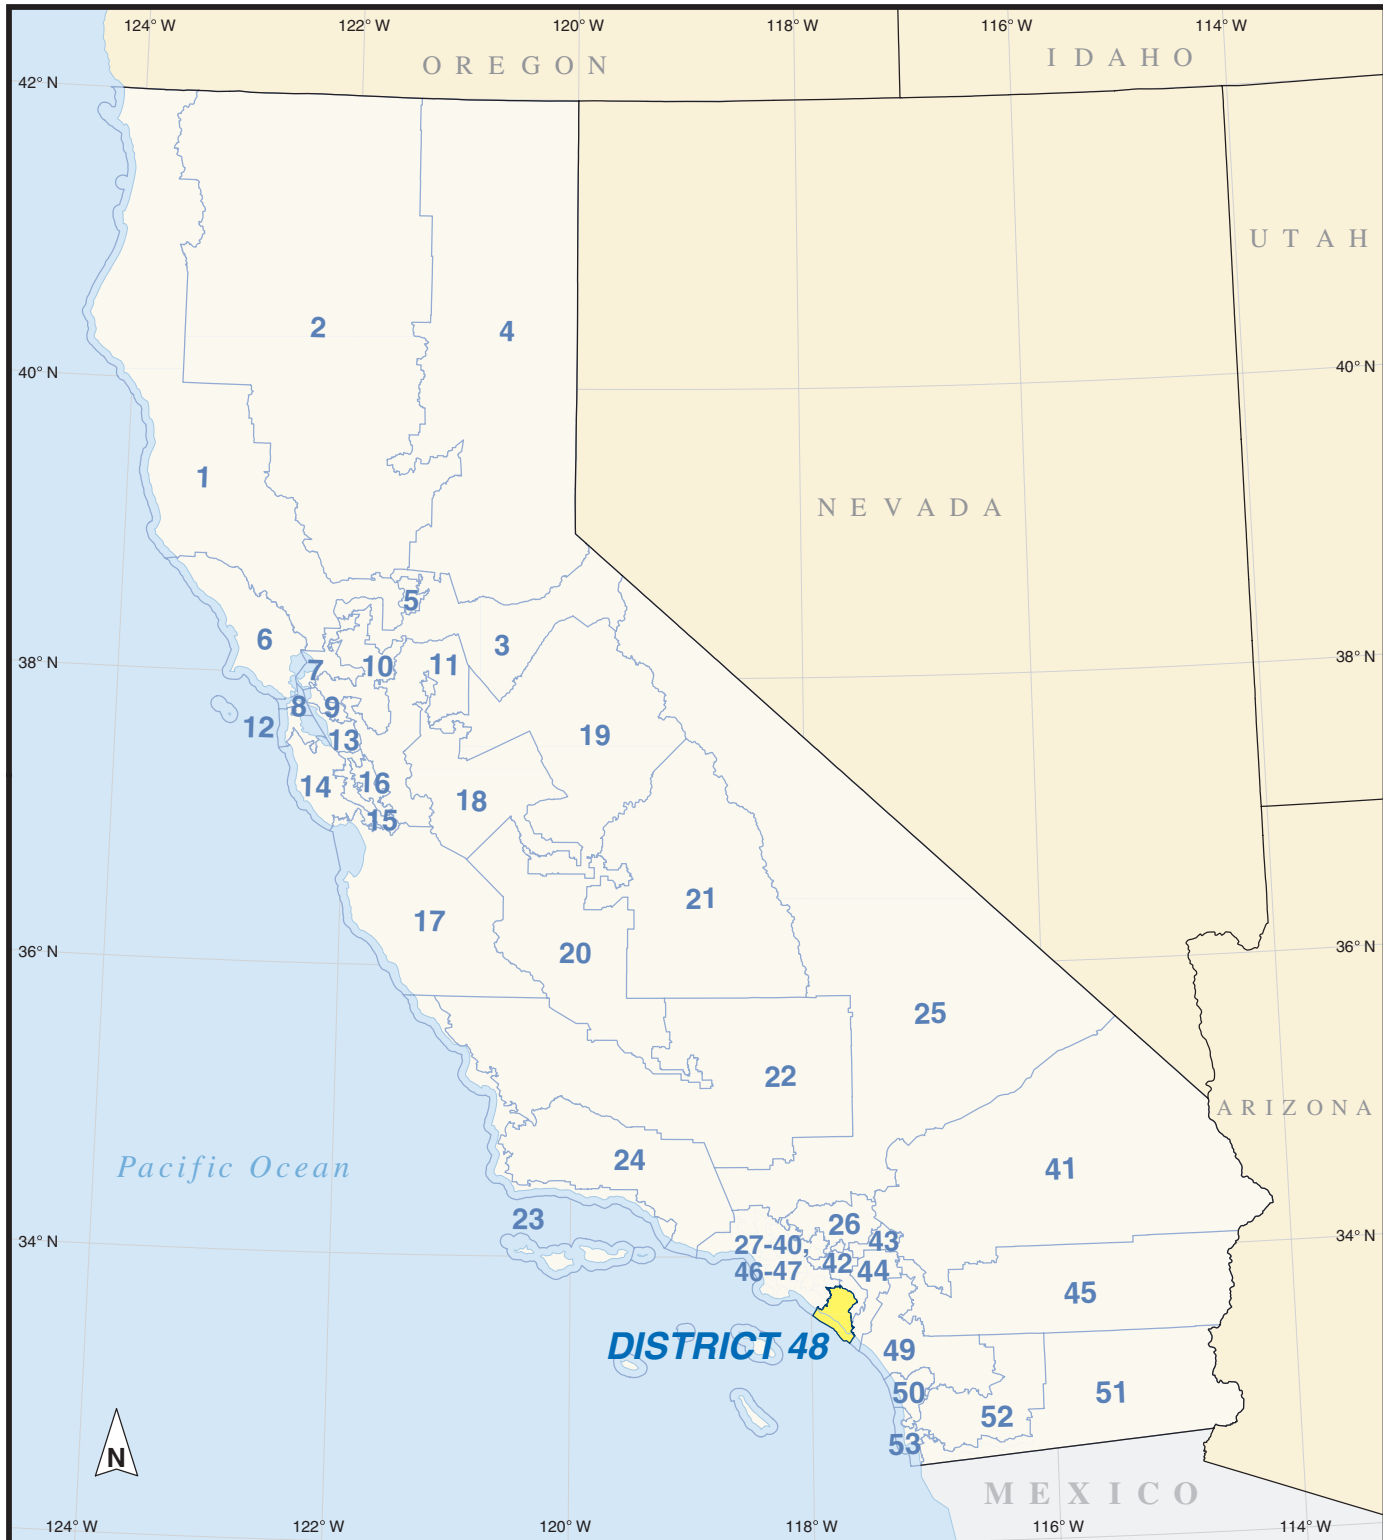 124° W 122° W 120° W 118° W 116° W 114° W
OREGON
IDAHO
42° N
UTAH
2
4
40° N
40° N
1
NEVADA
5
6
3
38° N
7
10
11
38° N
8
9
12
13
19
14
16
18
15
21
17
20
36° N
36° N
25
22
ARIZONA
Pacific Ocean
24
41
23
26
34° N
27-40,
46-47
43
42
44
34° N
45
DISTRICT 48
49
50
51
52
53
N
MEXICO
124° W 122° W 120° W 118° W 116° W 114° W